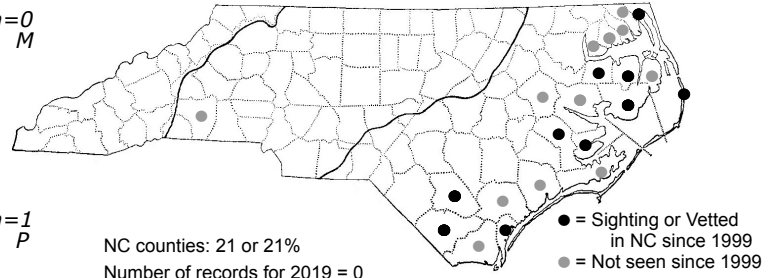 =0
M
=1
P
NC counties: 21 or 21%
Number of records for 2019 = 0
= Sighting or Vetted
in NC since 1999
= Not seen since 1999